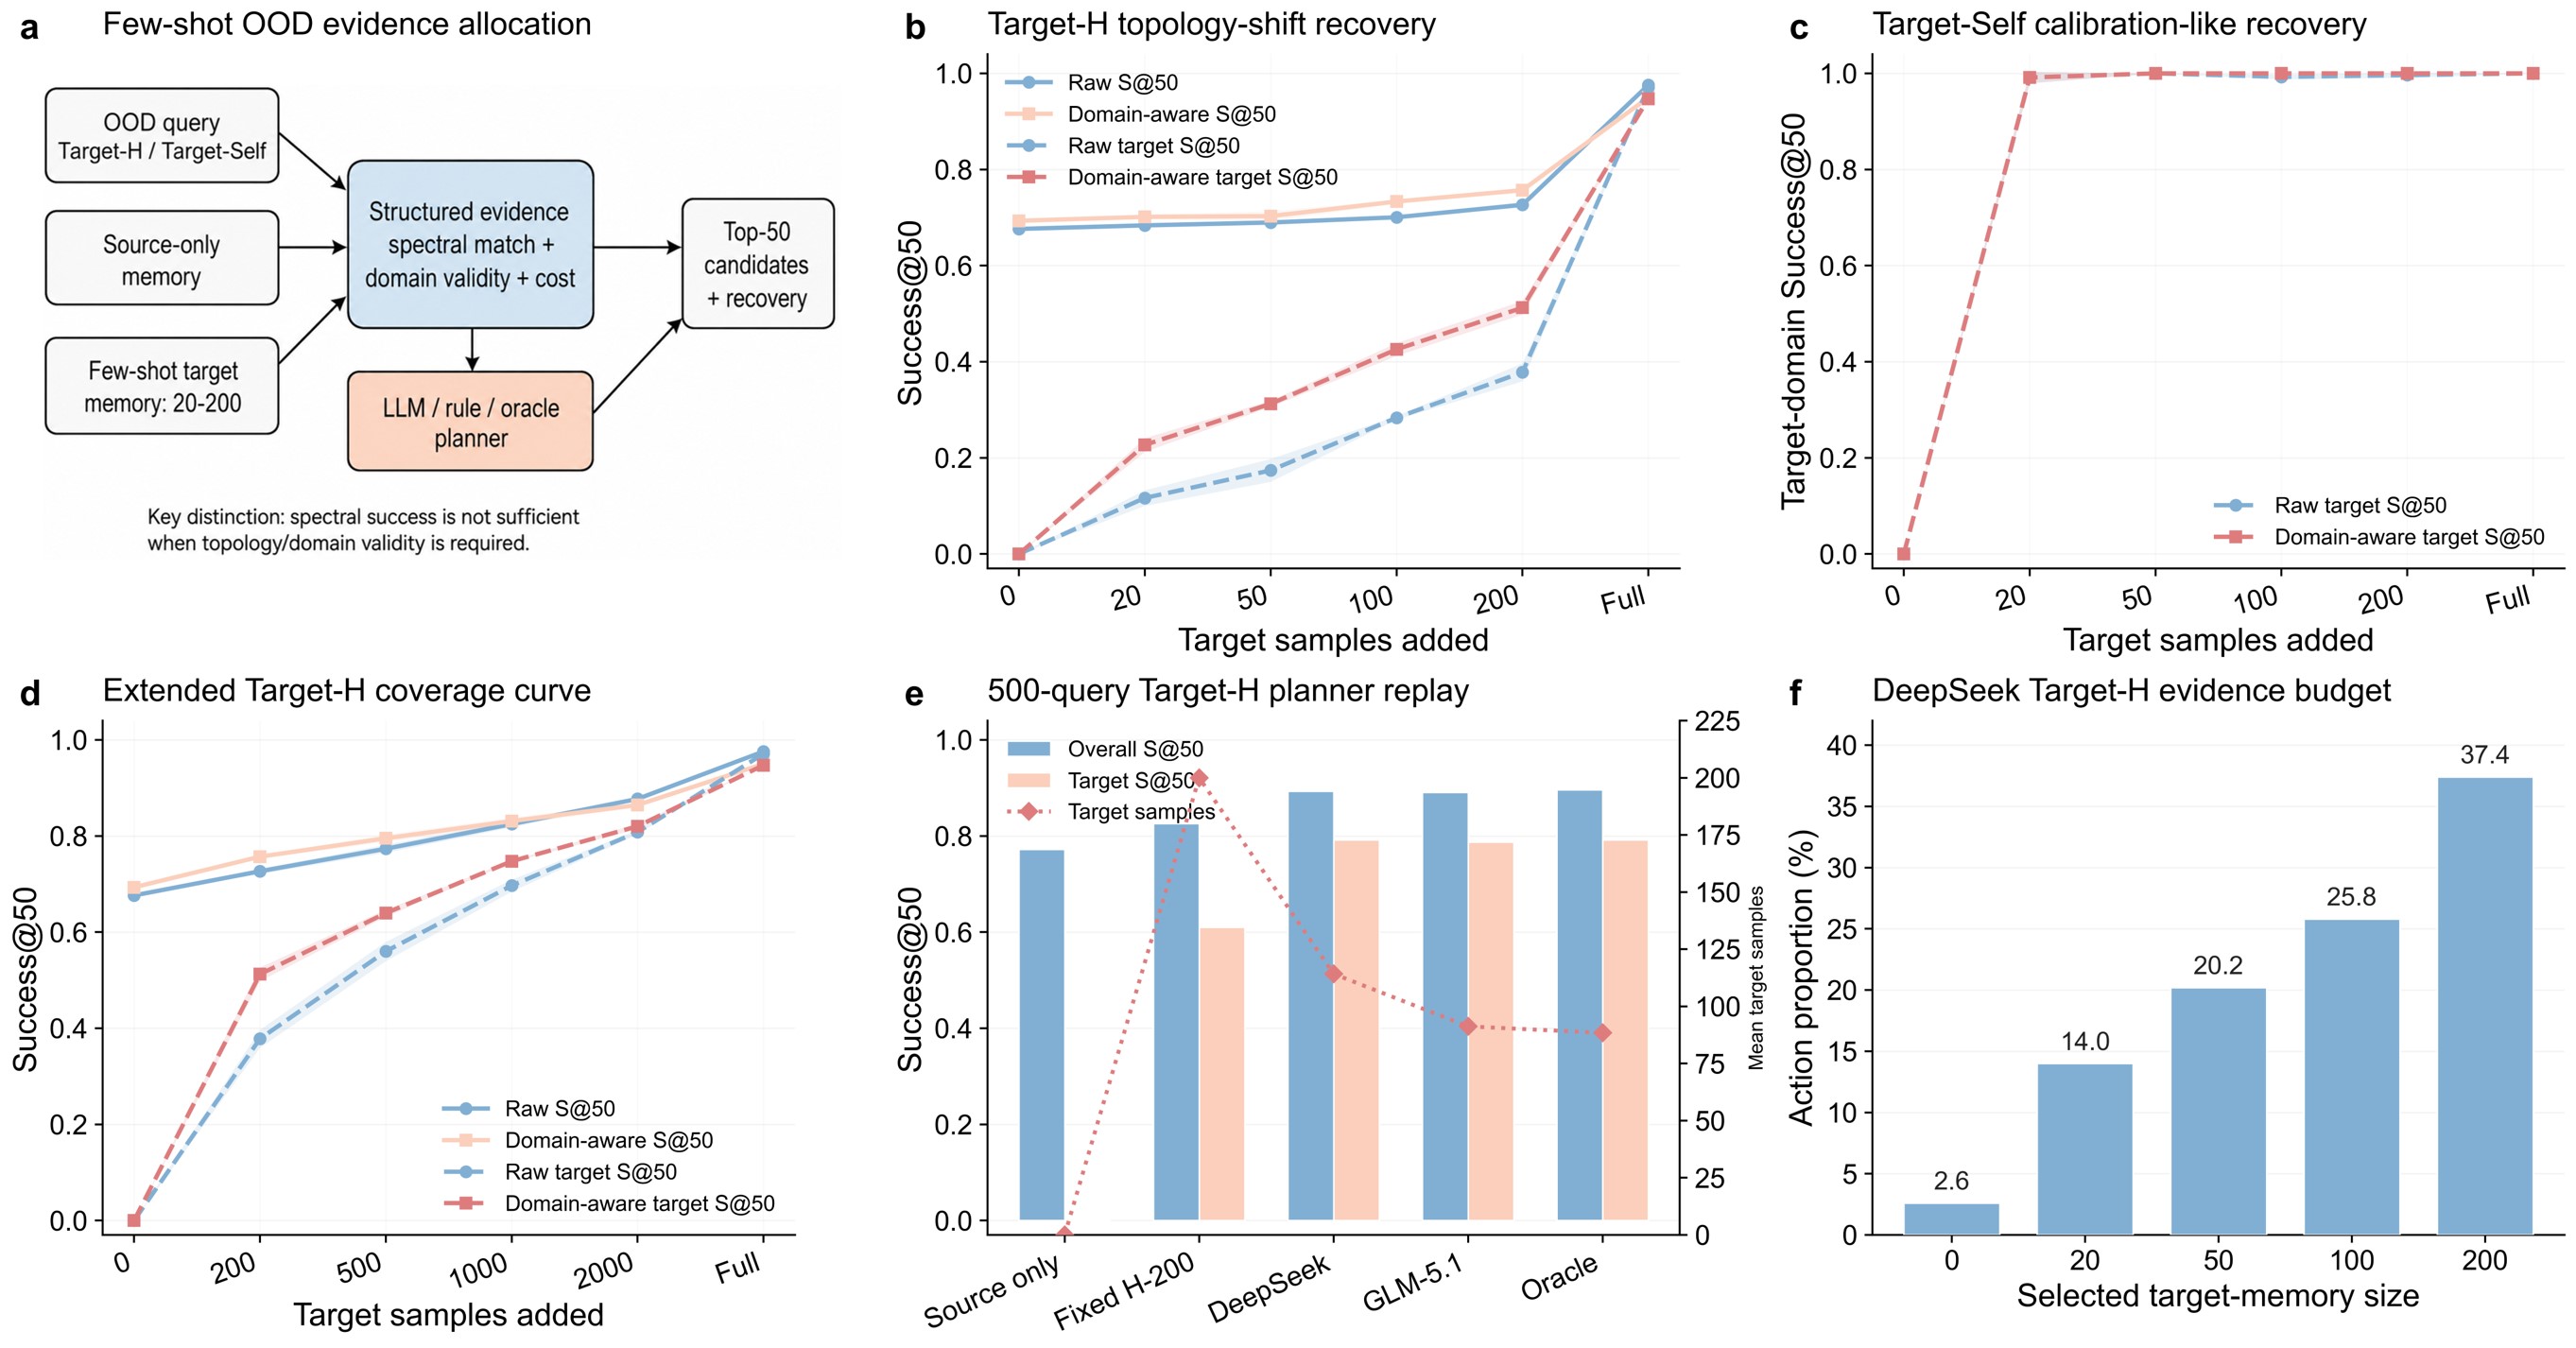 a Few-shot OOD evidence allocation
OOD query
Target-H / Target-Self
Source-only
memory
Few-shot target
memory: 20-200
Structured evidence
spectral match +
domain validity + cost
LLM / rule / oracle
planner
Top-50
candidates
+ recovery
Key distinction: spectral success is not sufficient
when topology/domain validity is required.
b Target-H topology-shift recovery
Raw S@50
Domain-aware S@50
Raw target S@50
Domain-aware target S@50
Success@50
1.0
0.8
0.6
0.4
0.2
0.0
0 20 50 100 200 Full
Target samples added
c Target-Self calibration-like recovery
Target-domain Success@50
1.0
0.8
0.6
0.4
0.2
0.0
Raw target S@50
Domain-aware target S@50
0 20 50 100 200 Full
Target samples added
d Extended Target-H coverage curve
Success@50
1.0
0.8
0.6
0.4
0.2
0.0
Raw S@50
Domain-aware S@50
Raw target S@50
Domain-aware target S@50
0 200 500 1000 2000 Full
Target samples added
e 500-query Target-H planner replay
Overall S@50
Target S@50
Target samples
Success@50
1.0
0.8
0.6
0.4
0.2
0.0
225
200
175
150
125
100
75
50
25
0
Mean target samples
Source only Fixed H-200 DeepSeek GLM-5.1 Oracle
f DeepSeek Target-H evidence budget
Action proportion (%)
40
35
30
25
20
15
10
5
0
2.6
14.0
20.2
25.8
37.4
0 20 50 100 200
Selected target-memory size